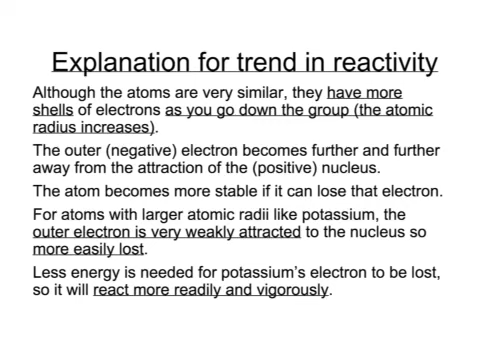 Explanation for trend in reactivity
Although the atoms are very similar, they have more
shells of electrons as you go down the group (the atomic
radius increases).
The outer (negative) electron becomes further and further
away from the attraction of the (positive) nucleus.
The atom becomes more stable if it can lose that electron.
For atoms with larger atomic radii like potassium, the
outer electron is very weakly attracted to the nucleus so
more easily lost.
Less energy is needed for potassium's electron to be lost,
so it will react more readily and vigorously.